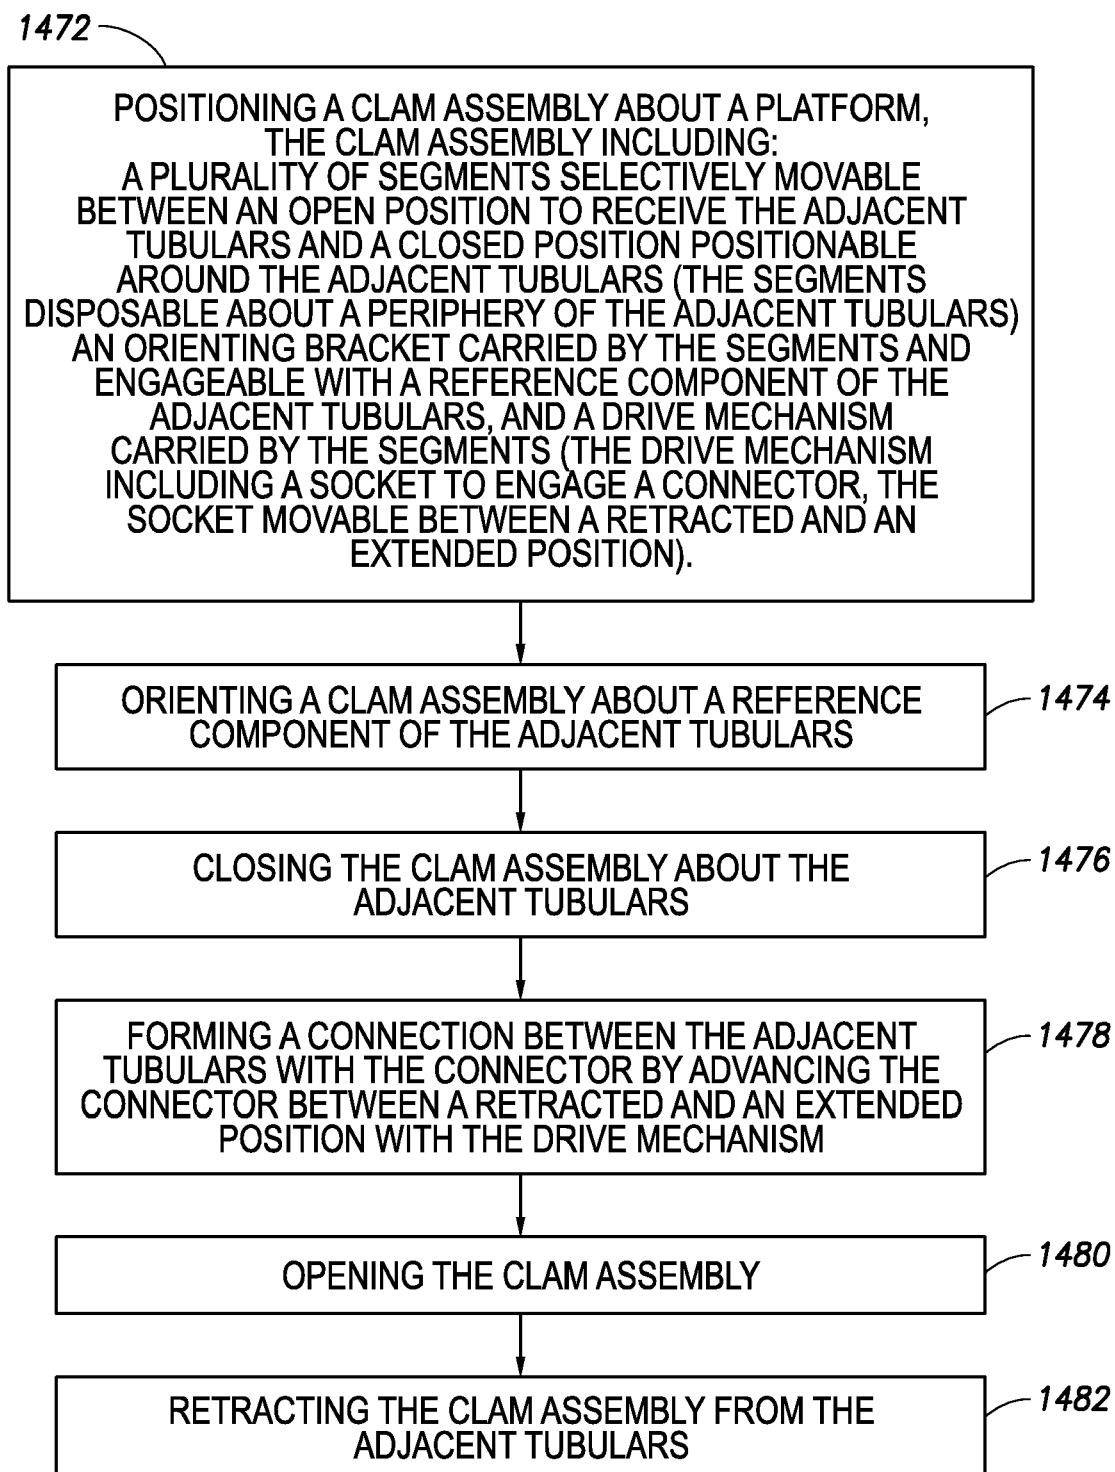 1472
POSITIONING A CLAM ASSEMBLY ABOUT A PLATFORM,
THE CLAM ASSEMBLY INCLUDING:
A PLURALITY OF SEGMENTS SELECTIVELY MOVABLE
BETWEEN AN OPEN POSITION TO RECEIVE THE ADJACENT
TUBULARS AND A CLOSED POSITION POSITIONABLE
AROUND THE ADJACENT TUBULARS (THE SEGMENTS
DISPOSABLE ABOUT A PERIPHERY OF THE ADJACENT TUBULARS)
AN ORIENTING BRACKET CARRIED BY THE SEGMENTS AND
ENGAGEABLE WITH A REFERENCE COMPONENT OF THE
ADJACENT TUBULARS, AND A DRIVE MECHANISM
CARRIED BY THE SEGMENTS (THE DRIVE MECHANISM
INCLUDING A SOCKET TO ENGAGE A CONNECTOR, THE
SOCKET MOVABLE BETWEEN A RETRACTED AND AN
EXTENDED POSITION).
ORIENTING A CLAM ASSEMBLY ABOUT A REFERENCE
COMPONENT OF THE ADJACENT TUBULARS
1474
CLOSING THE CLAM ASSEMBLY ABOUT THE
ADJACENT TUBULARS
1476
FORMING A CONNECTION BETWEEN THE ADJACENT
TUBULARS WITH THE CONNECTOR BY ADVANCING THE
CONNECTOR BETWEEN A RETRACTED AND AN EXTENDED
POSITION WITH THE DRIVE MECHANISM
1478
OPENING THE CLAM ASSEMBLY
1480
RETRACTING THE CLAM ASSEMBLY FROM THE
ADJACENT TUBULARS
1482